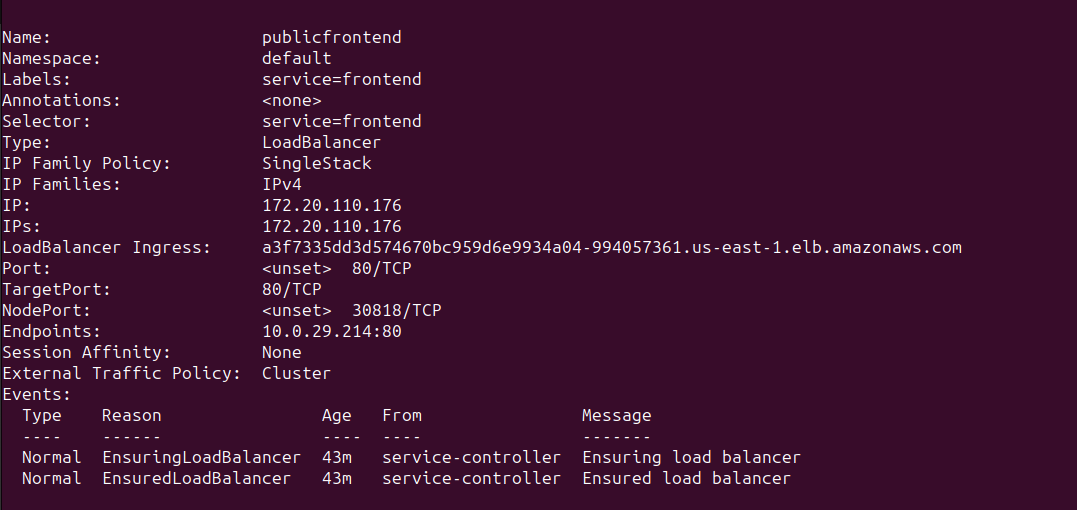 Name: publicfrontend
Namespace: default
Labels: service=frontend
Annotations: <none>
Selector: service=frontend
Type: LoadBalancer
IP Family Policy: SingleStack
IP Families: IPv4
IP: 172.20.110.176
IPs: 172.20.110.176
LoadBalancer Ingress: a3f7335dd3d574670bc959d6e9934a04-994057361.us-east-1.elb.amazonaws.com
Port: <unset> 80/TCP
TargetPort: 80/TCP
NodePort: <unset> 30818/TCP
Endpoints: 10.0.29.214:80
Session Affinity: None
External Traffic Policy: Cluster
Events:
Type Reason Age From Message
---- ------ ---- ---- -------
Normal EnsuringLoadBalancer 43m service-controller Ensuring load balancer
Normal EnsuredLoadBalancer 43m service-controller Ensured load balancer